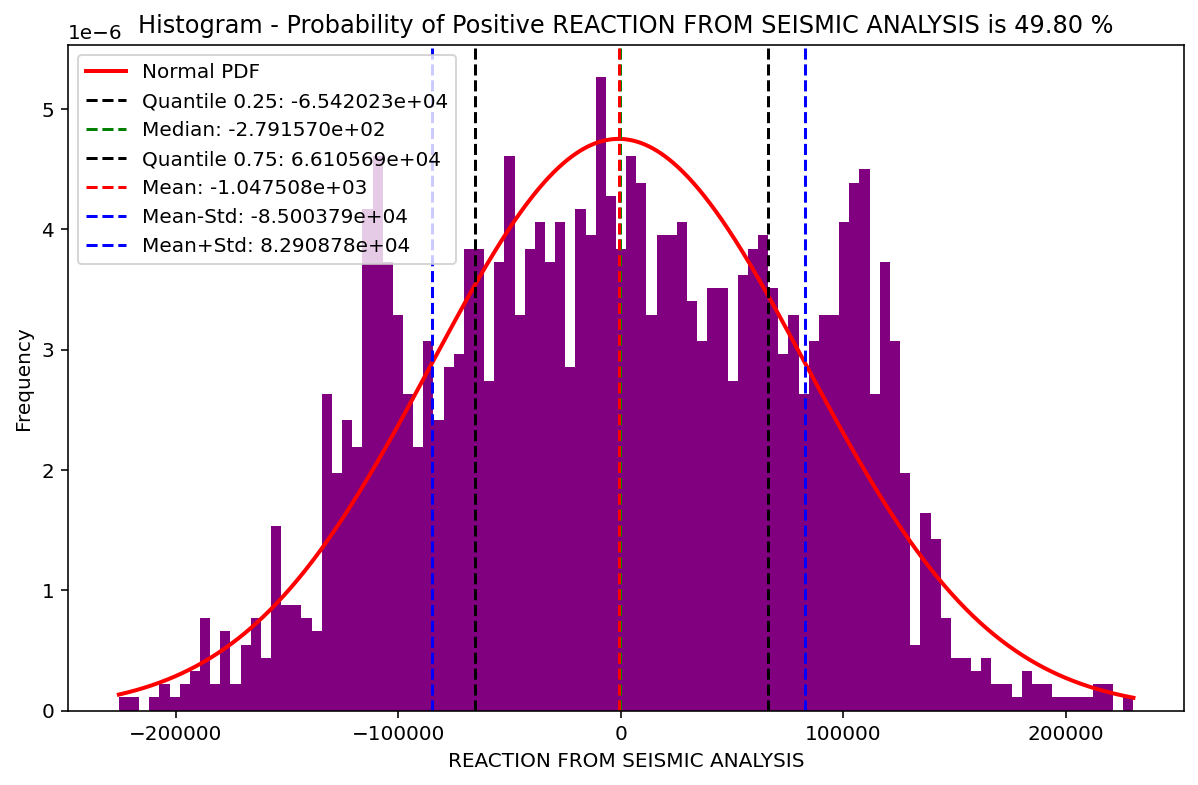 Histogram - Probability of Positive REACTION FROM SEISMIC ANALYSIS is 49.80 %
1e−6
Normal PDF
Quantile 0.25: -6.542023e+04
Median: -2.791570e+02
Quantile 0.75: 6.610569e+04
Mean: -1.047508e+03
Mean-Std: -8.500379e+04
Mean+Std: 8.290878e+04
5
4
3
2
1
0
Frequency
−200000 −100000 0 100000 200000
REACTION FROM SEISMIC ANALYSIS